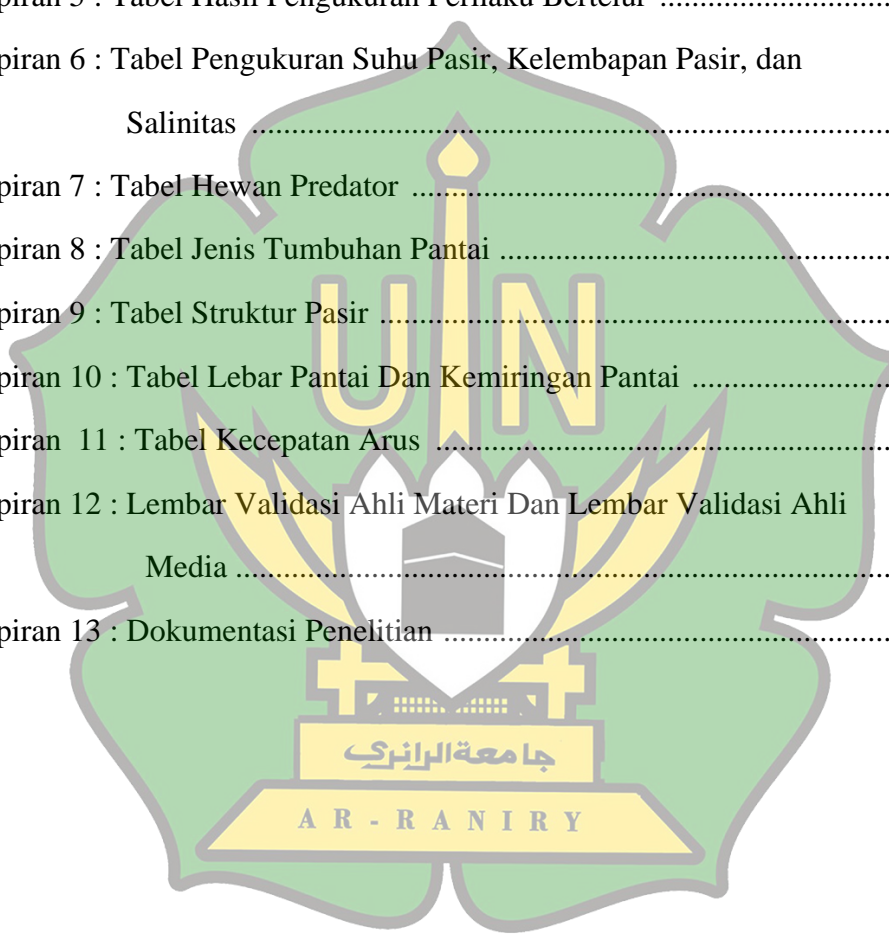 piran 5 : Tabel Hasil Pengukuran Perilaku Bertelur ..............................
piran 6 : Tabel Pengukuran Suhu Pasir, Kelembapan Pasir, dan
Salinitas ................................................................................
piran 7 : Tabel Hewan Predator ............................................................
piran 8 : Tabel Jenis Tumbuhan Pantai .................................................
piran 9 : Tabel Struktur Pasir ................................................................
piran 10 : Tabel Lebar Pantai Dan Kemiringan Pantai .........................
piran 11 : Tabel Kecepatan Arus .........................................................
piran 12 : Lembar Validasi Ahli Materi Dan Lembar Validasi Ahli
Media ..................................................................................
piran 13 : Dokumentasi Penelitian ........................................................
UIN
جامعةالرانري
AR-RANIRY